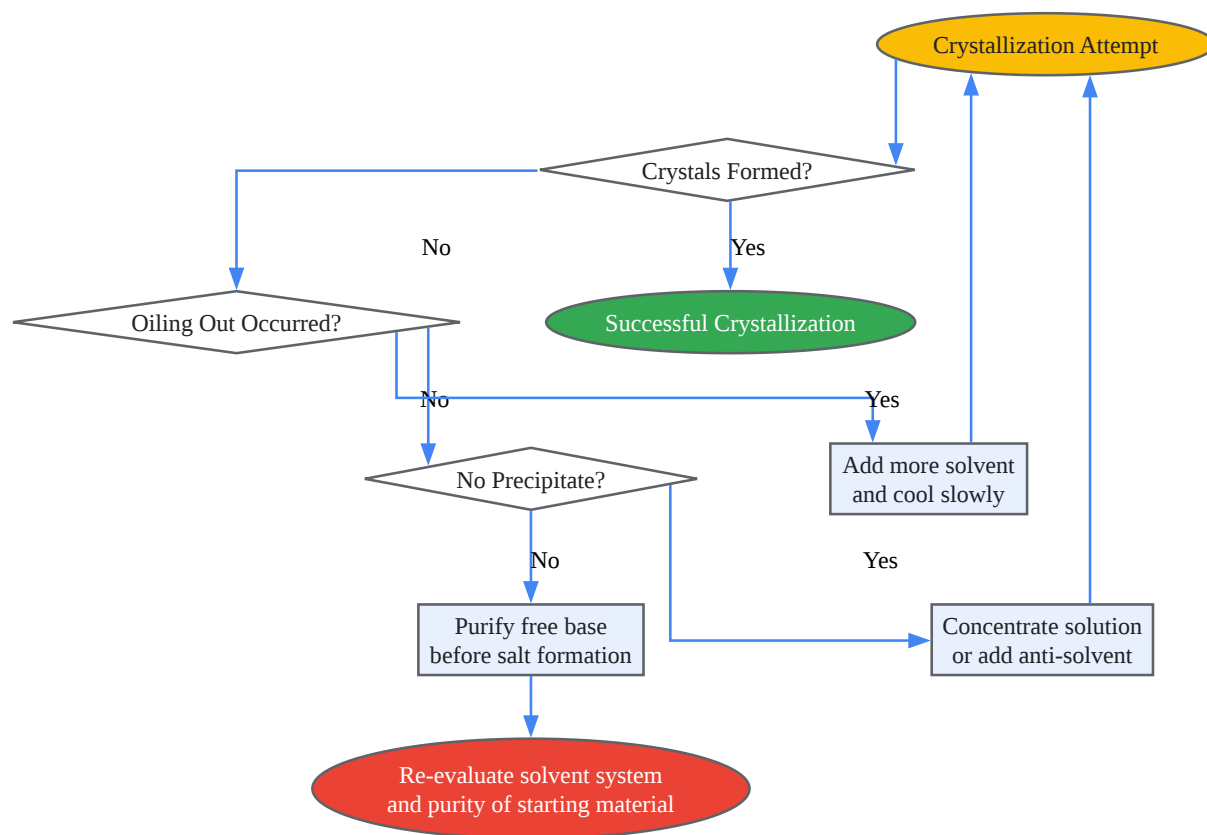 Crystallization Attempt
Crystals Formed?
No
Yes
Oiling Out Occurred?
Successful Crystallization
No
Yes
Add more solvent
and cool slowly
No Precipitate?
No
Yes
Purify free base
before salt formation
Concentrate solution
or add anti-solvent
Re-evaluate solvent system
and purity of starting material